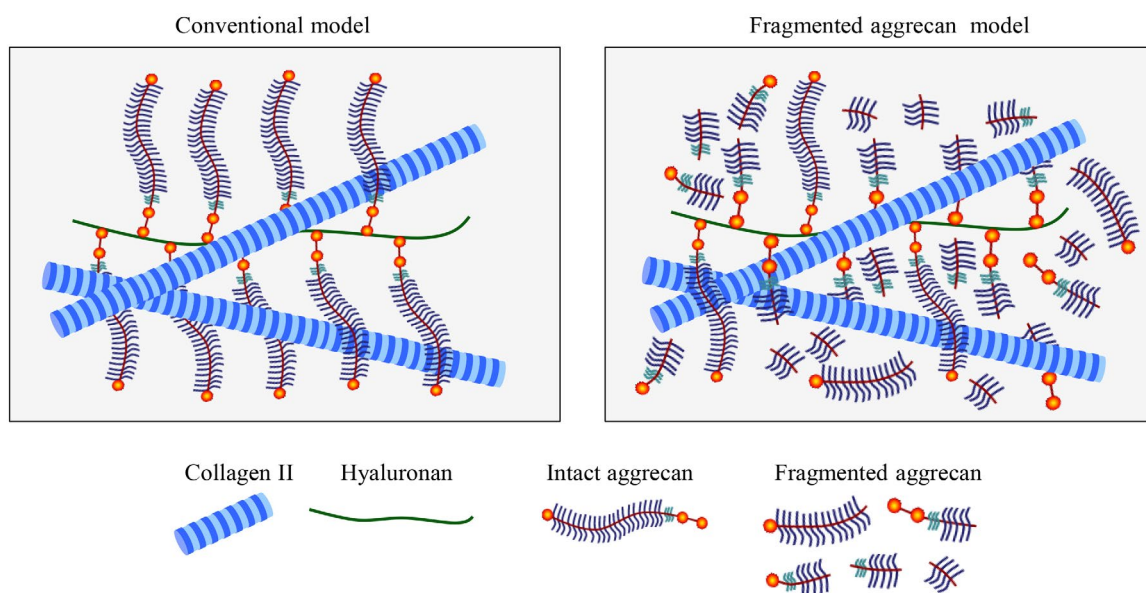 Conventional model
Fragmented aggrecan model
Collagen II
Hyaluronan
Intact aggrecan
Fragmented aggrecan